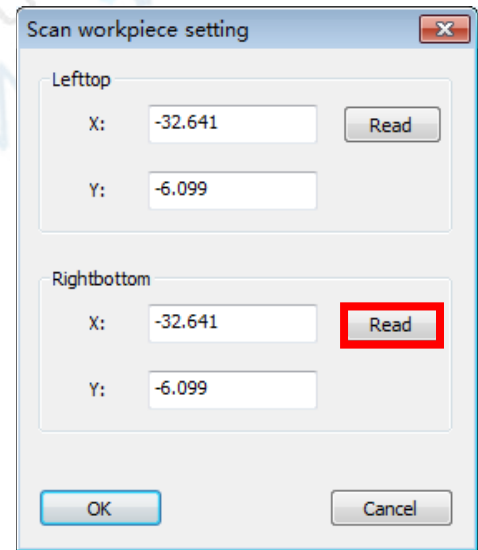 Scan workpiece setting
Lefttop
X: -32.641 Read
Y: -6.099
Rightbottom
X: -32.641 Read
Y: -6.099
OK Cancel